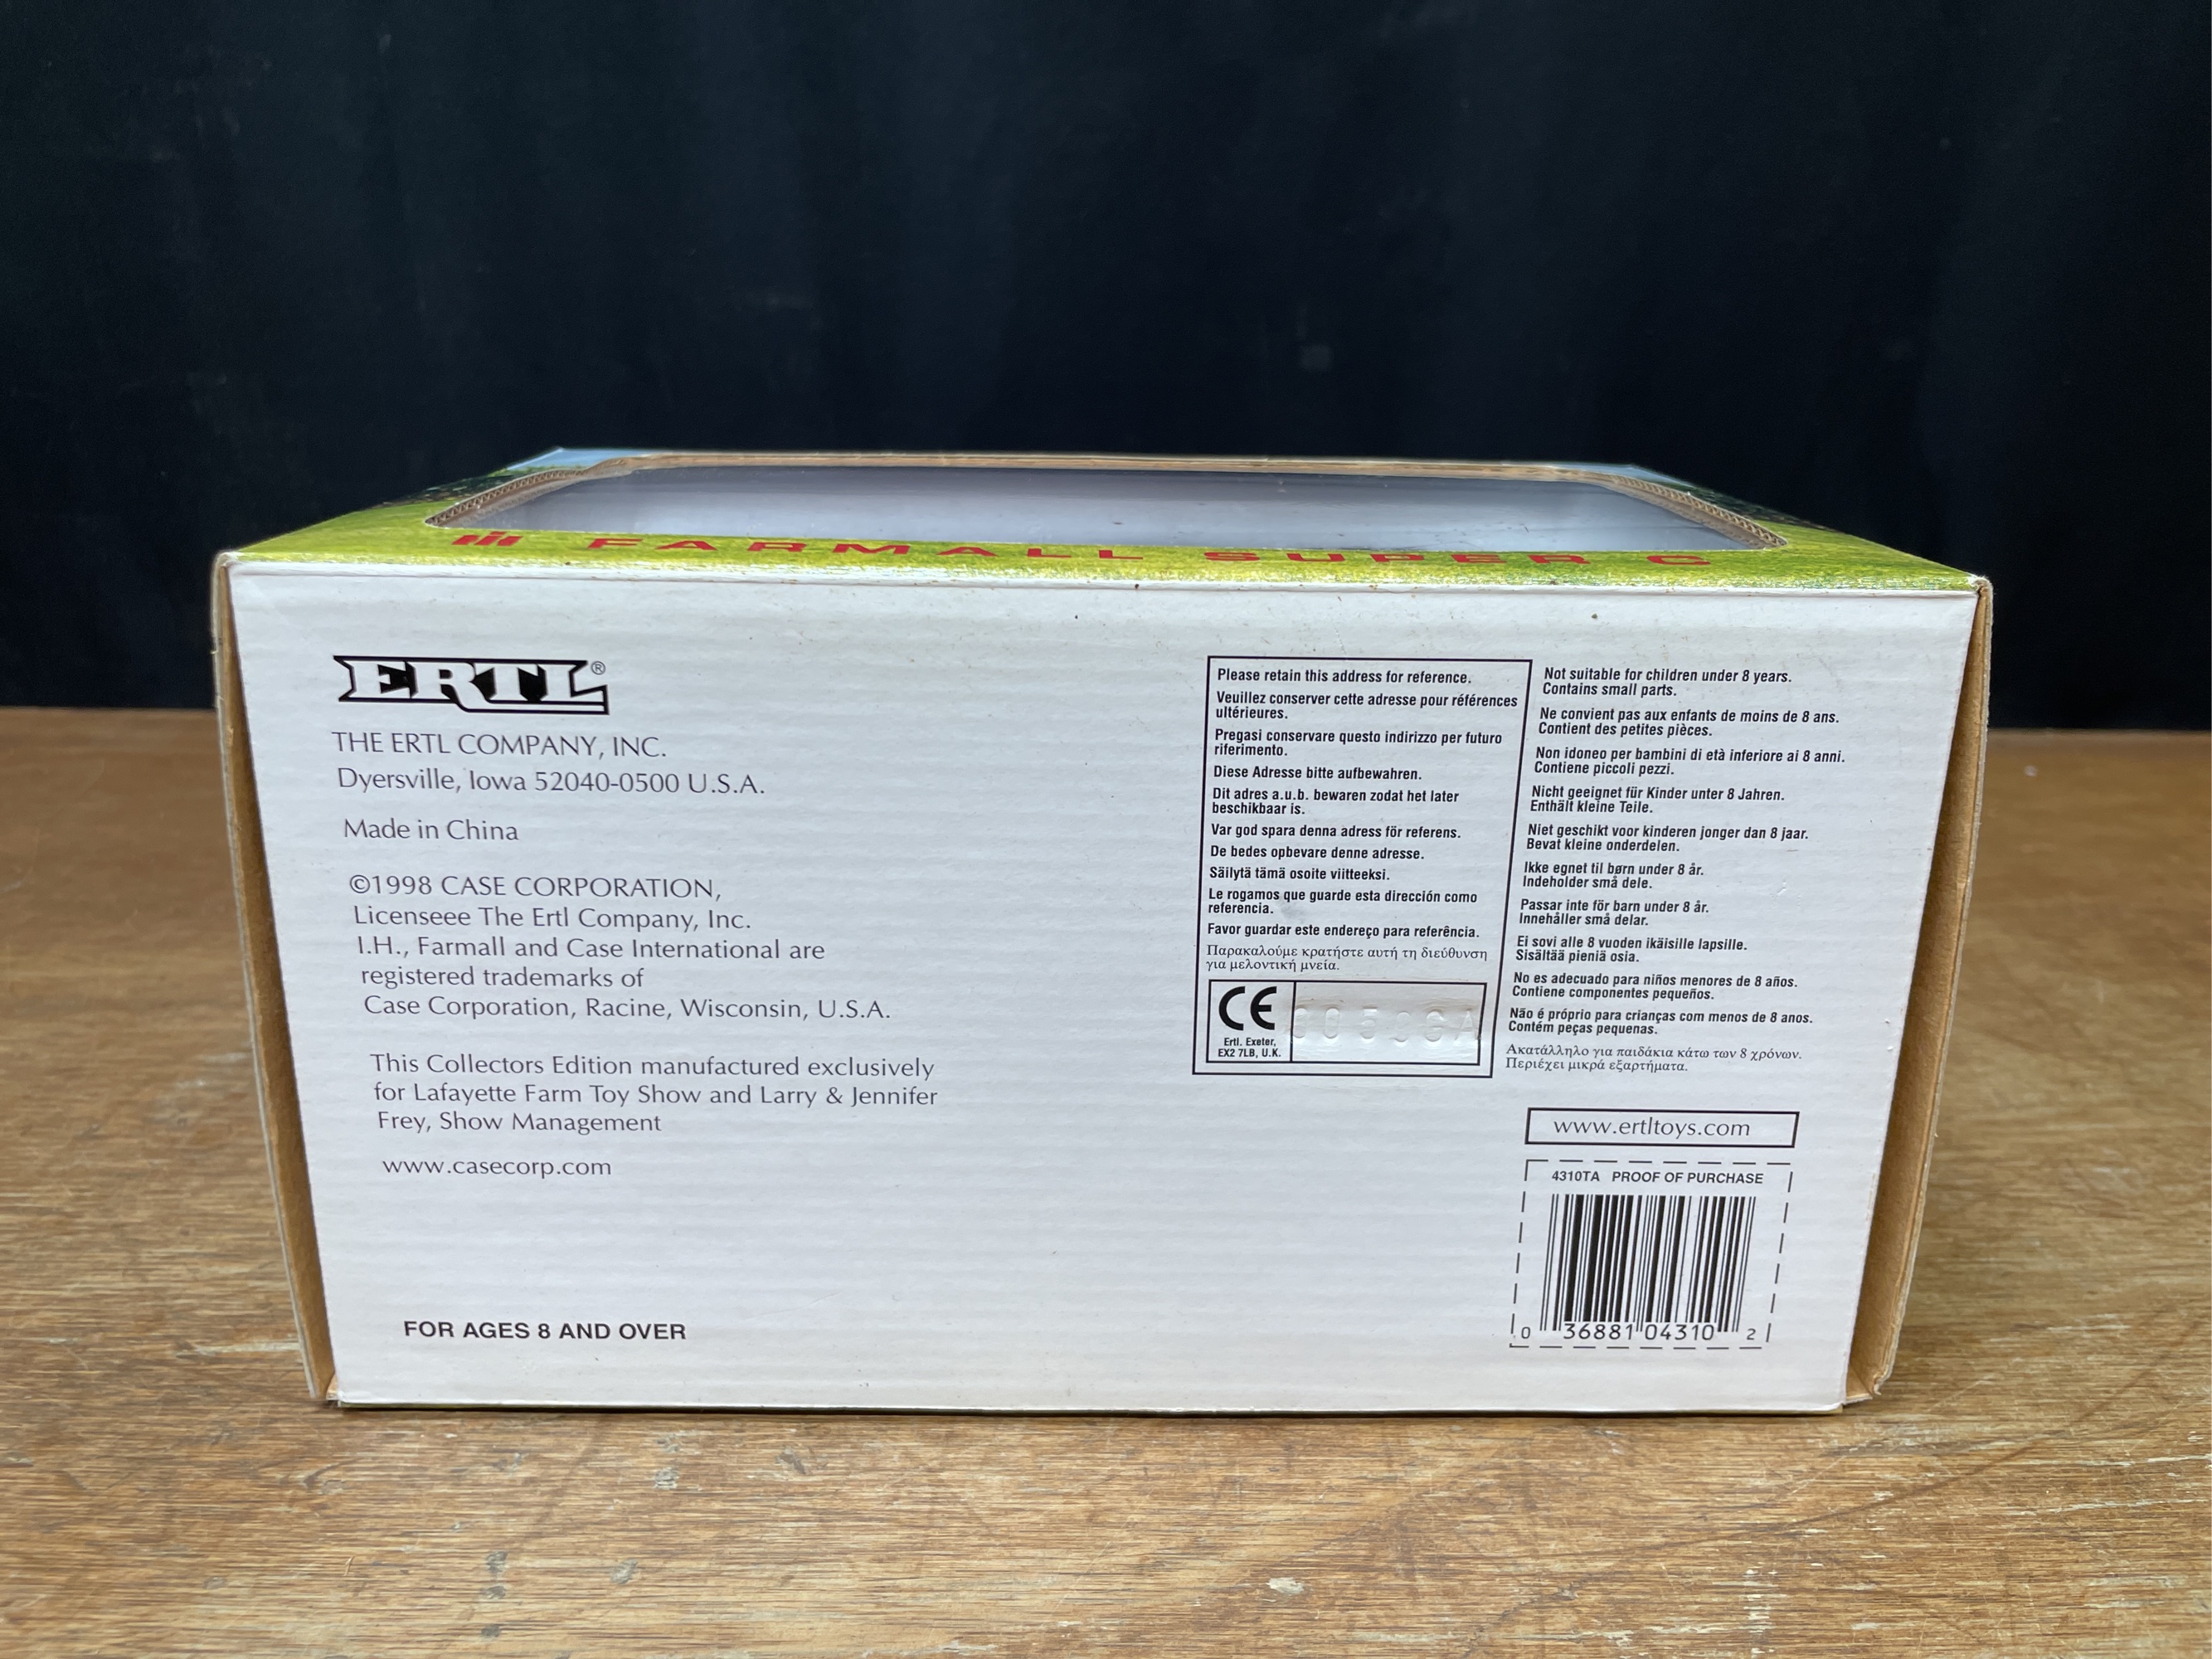 FARMALL SUPER C
ERTL®
THE ERTL COMPANY, INC.
Dyersville, Iowa 52040-0500 U.S.A.
Made in China
©1998 CASE CORPORATION,
Licenseee The Ertl Company, Inc.
I.H., Farmall and Case International are
registered trademarks of
Case Corporation, Racine, Wisconsin, U.S.A.
This Collectors Edition manufactured exclusively
for Lafayette Farm Toy Show and Larry & Jennifer
Frey, Show Management
www.casecorp.com
FOR AGES 8 AND OVER
Please retain this address for reference.
Veuillez conserver cette adresse pour références
ultérieures.
Pregasi conservare questo indirizzo per futuro
riferimento.
Diese Adresse bitte aufbewahren.
Dit adres a.u.b. bewaren zodat het later
beschikbaar is.
Var god spara denna adress för referens.
De bedes opbevare denne adresse.
Säilytä tämä osoite viitteeksi.
Le rogamos que guarde esta dirección como
referencia.
Favor guardar este endereço para referência.
Παρακαλούμε κρατήστε αυτή τη διεύθυνση
για μελοντική μνεία.
CE
Ertl. Exeter,
EX2 7LB, U.K.
Not suitable for children under 8 years.
Contains small parts.
Ne convient pas aux enfants de moins de 8 ans.
Contient des petites pièces.
Non idoneo per bambini di età inferiore ai 8 anni.
Contiene piccoli pezzi.
Nicht geeignet für Kinder unter 8 Jahren.
Enthält kleine Teile.
Niet geschikt voor kinderen jonger dan 8 jaar.
Bevat kleine onderdelen.
Ikke egnet til børn under 8 år.
Indeholder små dele.
Passar inte för barn under 8 år.
Innehåller små delar.
Ei sovi alle 8 vuoden ikäisille lapsille.
Sisältää pieniä osia.
No es adecuado para niños menores de 8 años.
Contiene componentes pequeños.
Não é próprio para crianças com menos de 8 anos.
Contém peças pequenas.
Ακατάλληλο για παιδάκια κάτω των 8 χρόνων.
Περιέχει μικρά εξαρτήματα.
www.ertltoys.com
4310TA PROOF OF PURCHASE
0 36881 04310 2